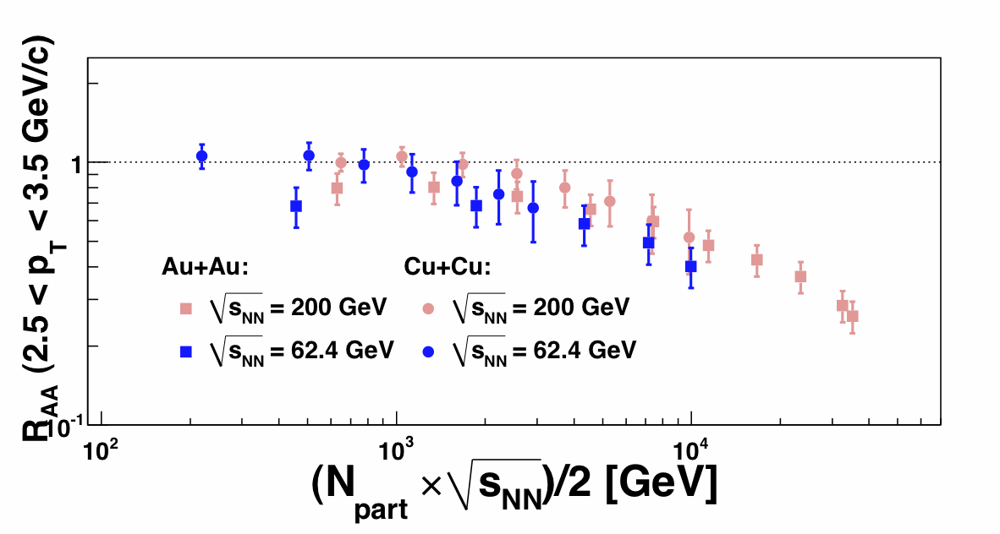 R_AA (2.5 < p_T < 3.5 GeV/c)
1
10^-1
Au+Au: Cu+Cu:
√s_NN = 200 GeV √s_NN = 200 GeV
√s_NN = 62.4 GeV √s_NN = 62.4 GeV
10^2 10^3 10^4
(N_part ×√s_NN)/2 [GeV]